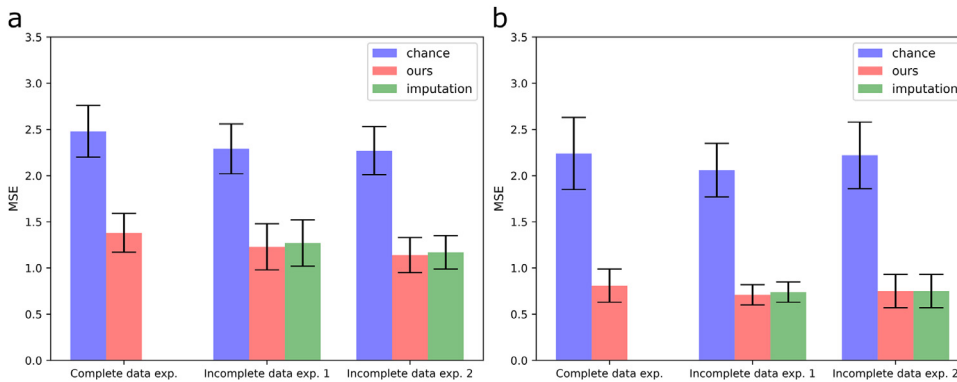 a
3.5
3.0
2.5
2.0
1.5
1.0
0.5
0.0
MSE
chance
ours
imputation
Complete data exp.
Incomplete data exp. 1
Incomplete data exp. 2
b
3.5
3.0
2.5
2.0
1.5
1.0
0.5
0.0
MSE
chance
ours
imputation
Complete data exp.
Incomplete data exp. 1
Incomplete data exp. 2